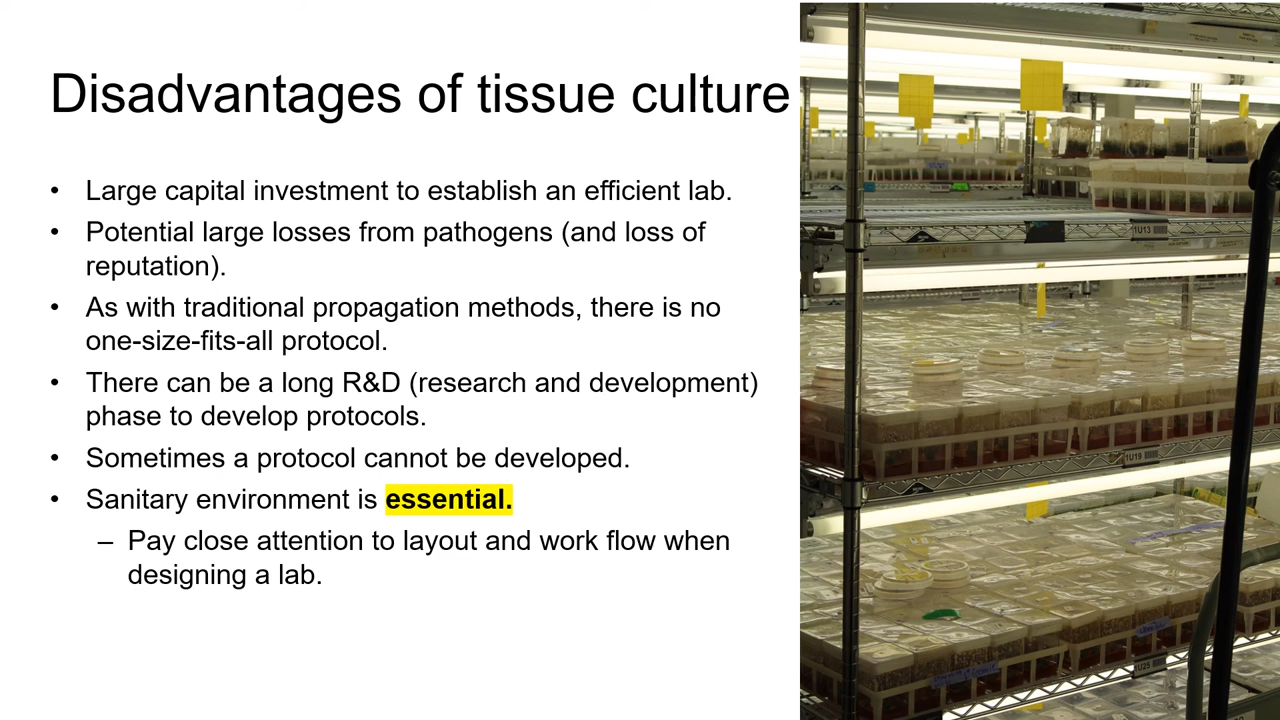 Disadvantages of tissue culture
• Large capital investment to establish an efficient lab.
• Potential large losses from pathogens (and loss of
reputation).
• As with traditional propagation methods, there is no
one-size-fits-all protocol.
• There can be a long R&D (research and development)
phase to develop protocols.
• Sometimes a protocol cannot be developed.
• Sanitary environment is essential.
– Pay close attention to layout and work flow when
designing a lab.
1U13
1U19
1U25